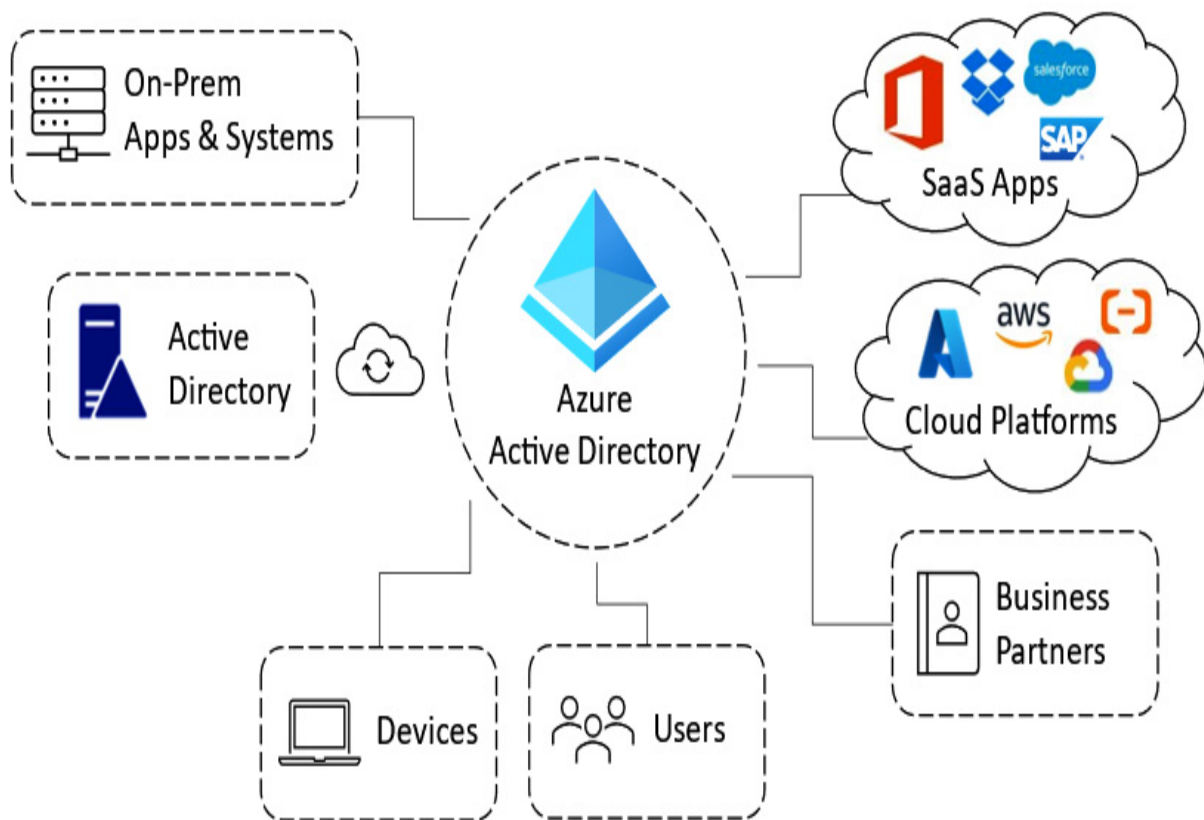 On-Prem
Apps & Systems
salesforce
SAP
SaaS Apps
Active
Directory
Azure
Active Directory
aws
Cloud Platforms
Business
Partners
Devices
Users